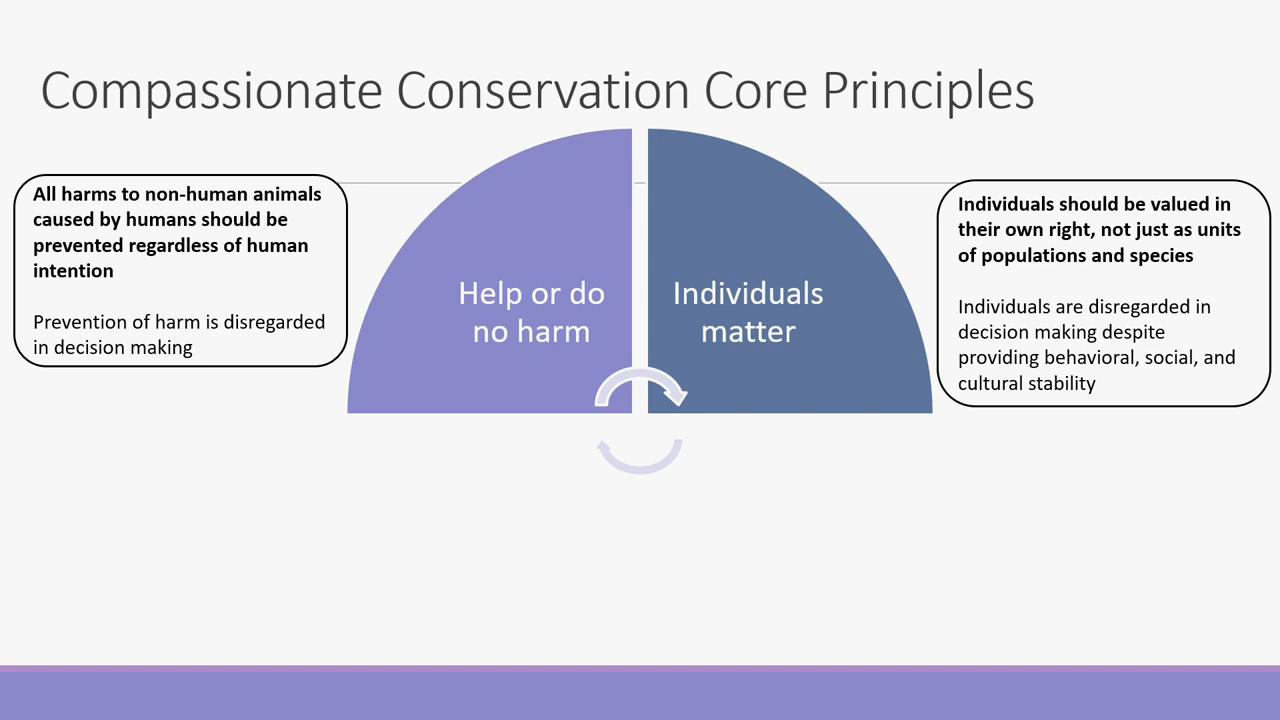 Compassionate Conservation Core Principles
All harms to non-human animals
caused by humans should be
prevented regardless of human
intention
Prevention of harm is disregarded
in decision making
Help or do
no harm
Individuals
matter
Individuals should be valued in
their own right, not just as units
of populations and species
Individuals are disregarded in
decision making despite
providing behavioral, social, and
cultural stability